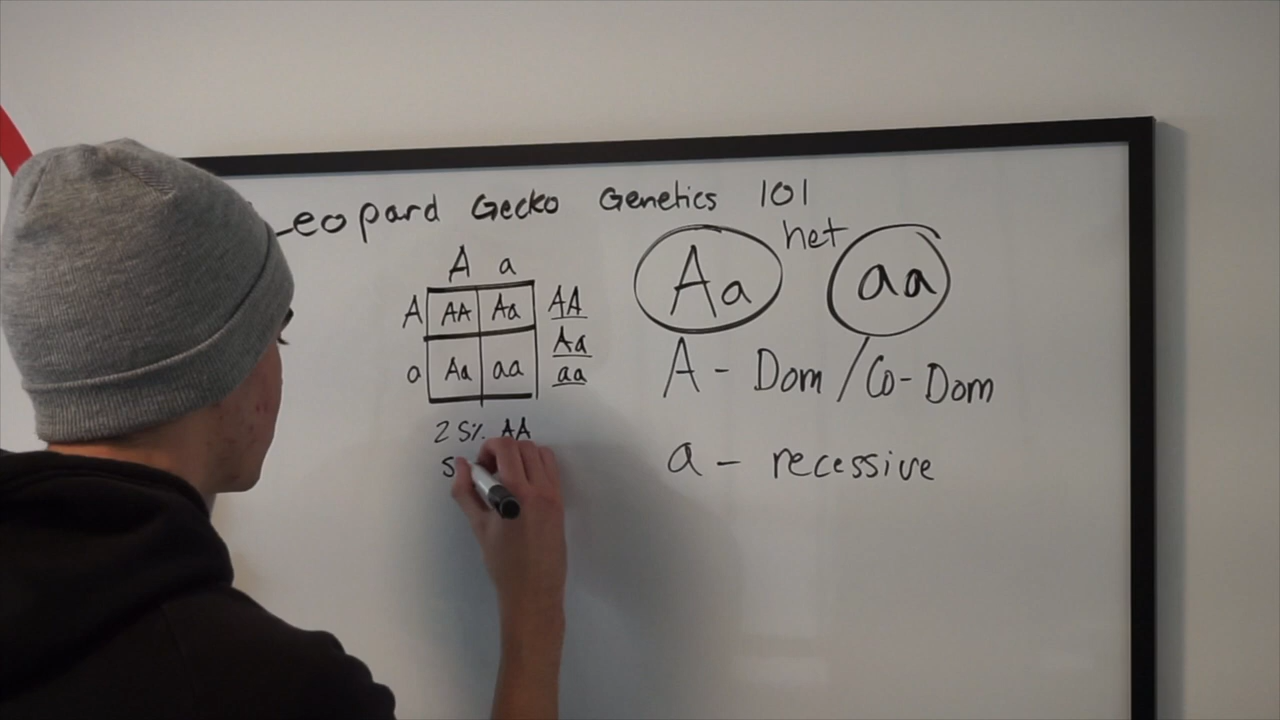 Leopard Gecko Genetics 101
A a
A AA Aa AA
Aa
a Aa aa aa
25% AA
5
Aa het aa
A - Dom / Co-Dom
a - recessive